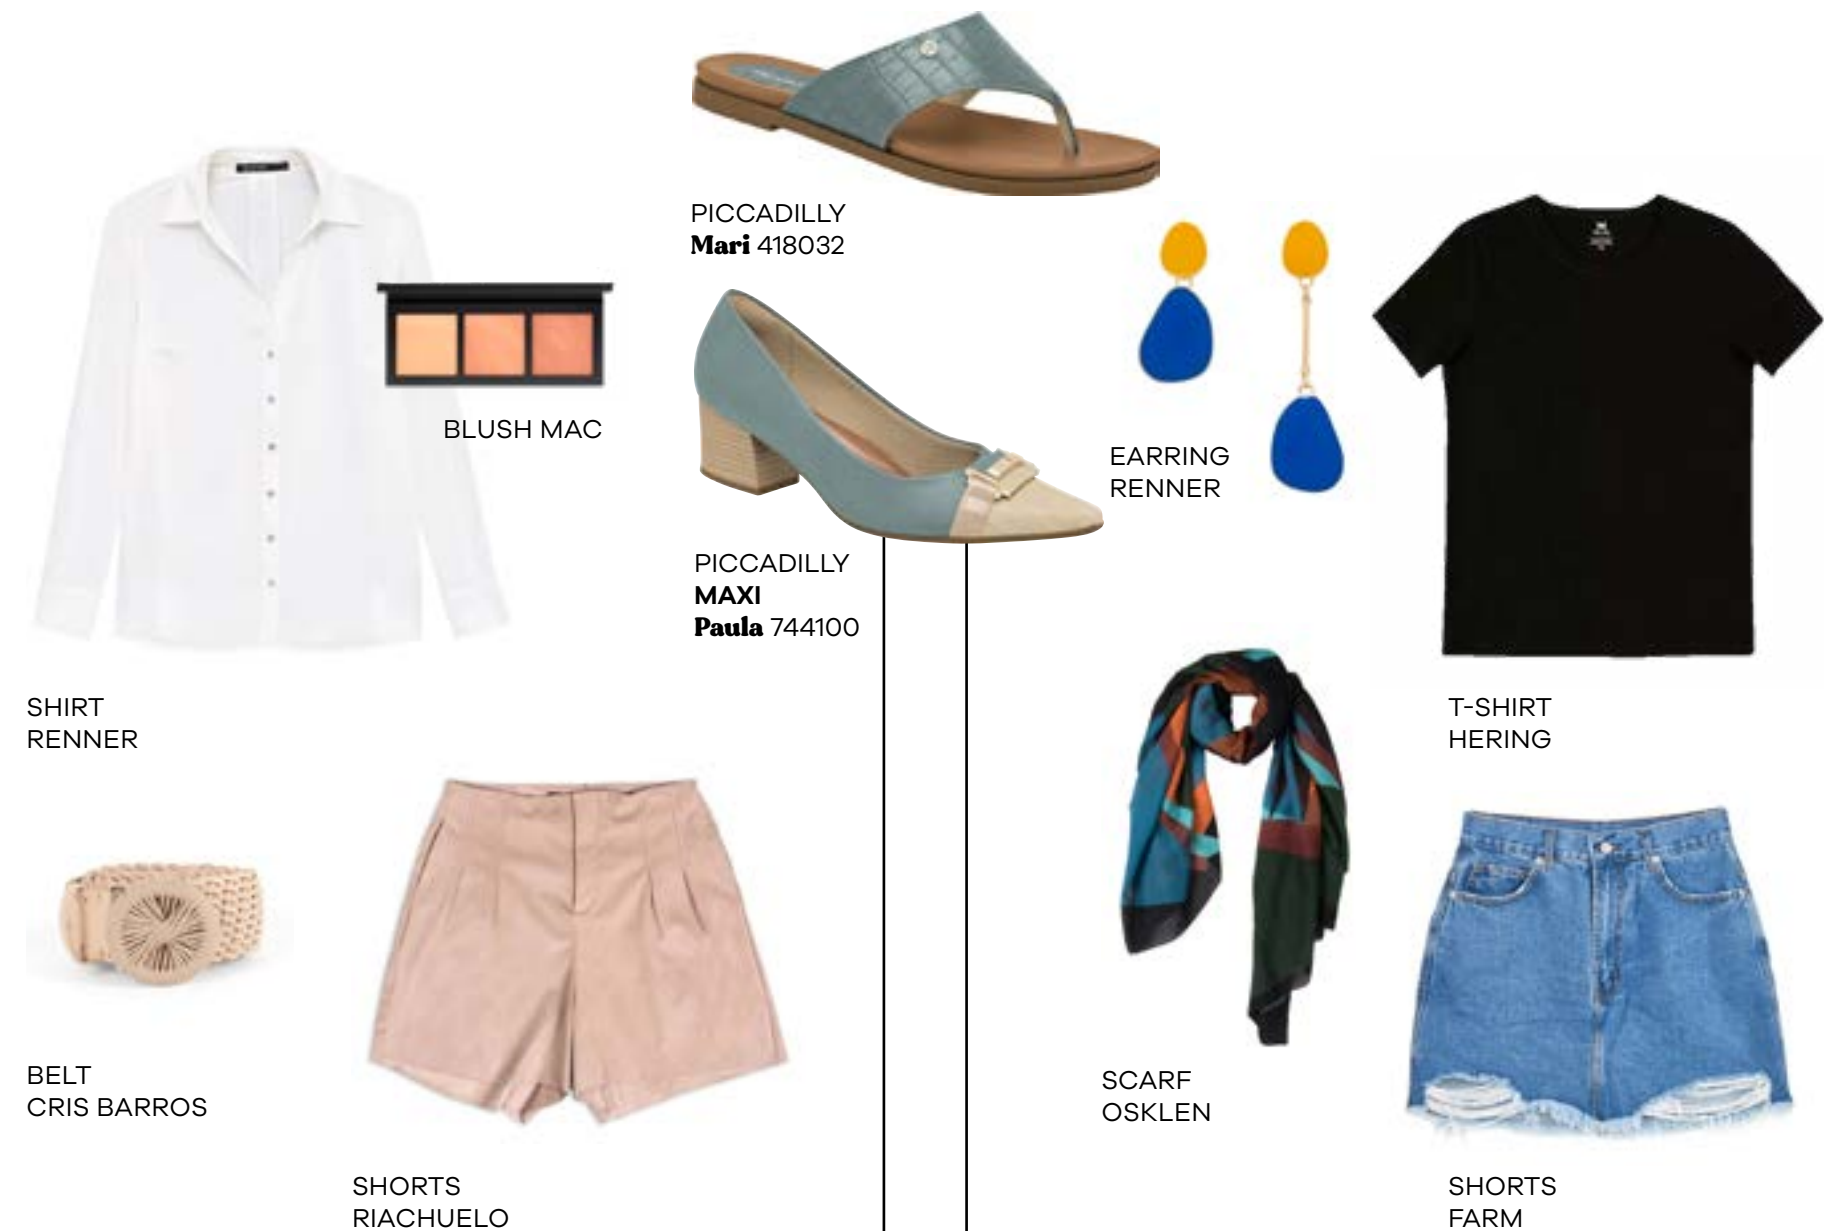 PICCADILLY
Mari 418032
BLUSH MAC
EARRING
RENNER
PICCADILLY
MAXI
Paula 744100
SHIRT
RENNER
T-SHIRT
HERING
BELT
CRIS BARROS
SCARF
OSKLEN
SHORTS
RIACHUELO
SHORTS
FARM